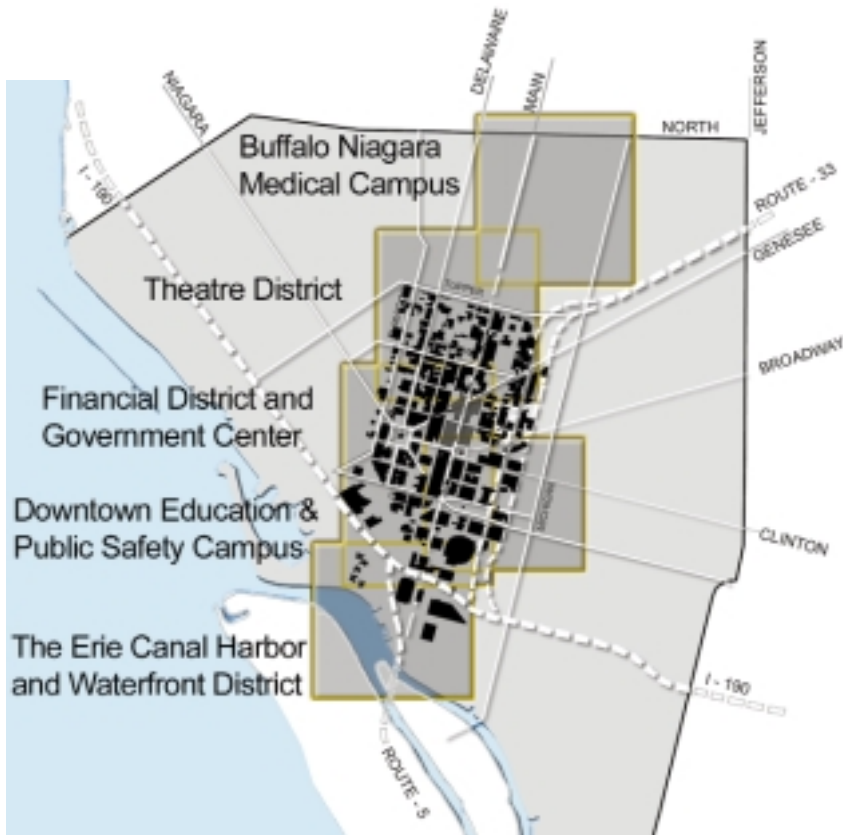 DELAWARE
MAIN
JEFFERSON
NIAGARA
NORTH
Buffalo Niagara
Medical Campus
I - 190
ROUTE - 33
GENESEE
Theatre District
TUPPER
BROADWAY
Financial District and
Government Center
Downtown Education &
Public Safety Campus
CLINTON
The Erie Canal Harbor
and Waterfront District
I - 190
ROUTE - 5